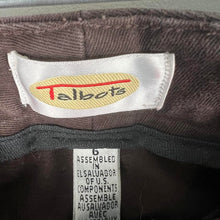 Talbots
6
ASSEMBLED
IN
EL SALVADOR
OF U.S.
COMPONENTS
ASSEMBLE
AU
SALVADOR
AVEC